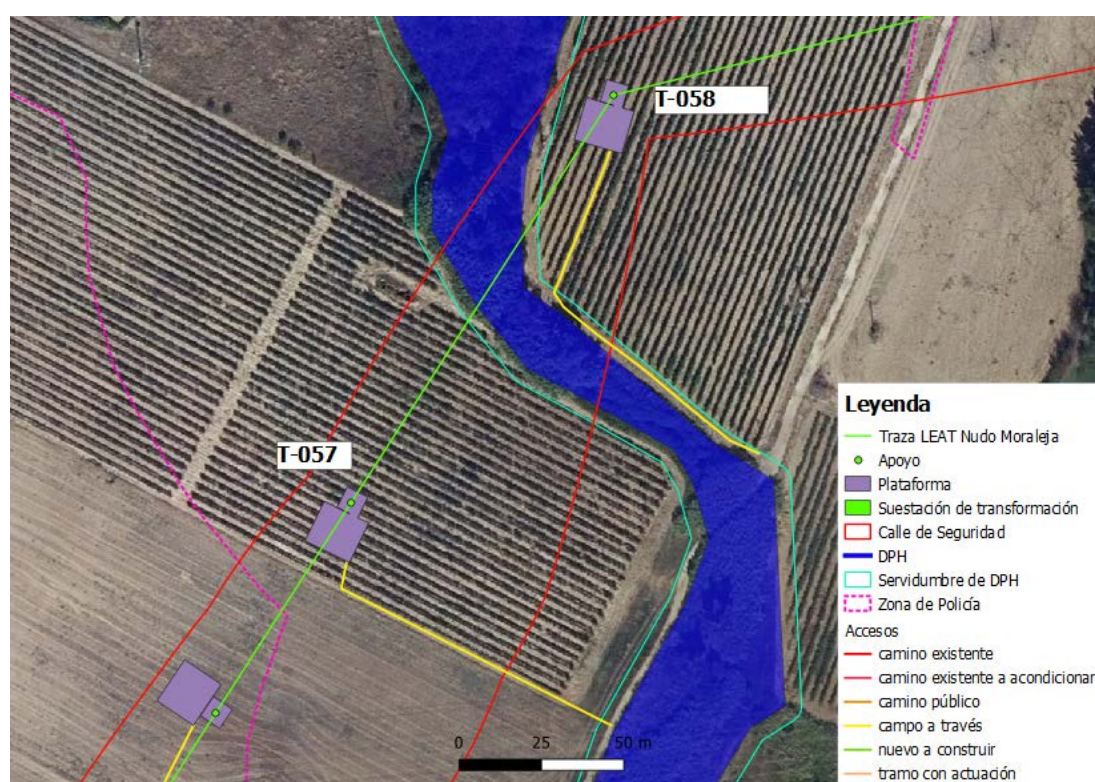 T-058
T-057
Leyenda
Traza LEAT Nudo Moraleja
Apoyo
Plataforma
Suestación de transformación
Calle de Seguridad
DPH
Servidumbre de DPH
Zona de Policía
Accesos
camino existente
camino existente a acondicionar
camino público
campo a través
nuevo a construir
tramo con actuación
0 25 50 m